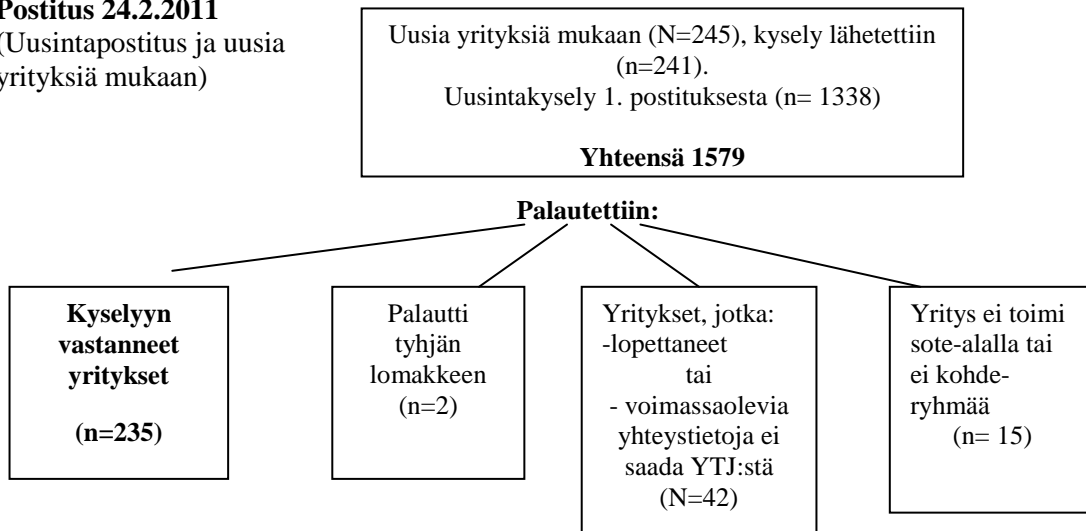 Postitus 24.2.2011
(Uusintapostitus ja uusia
yrityksiä mukaan)
Uusia yrityksiä mukaan (N=245), kysely lähetettiin
(n=241).
Uusintakysely 1. postituksesta (n= 1338)
Yhteensä 1579
Palautettiin:
Kyselyyn
vastanneet
yritykset
(n=235)
Palautti
tyhjän
lomakkeen
(n=2)
Yritykset, jotka:
-lopettaneet
tai
- voimassaolevia
yhteystietoja ei
saada YTJ:stä
(N=42)
Yritys ei toimi
sote-alalla tai
ei kohde-
ryhmää
(n= 15)